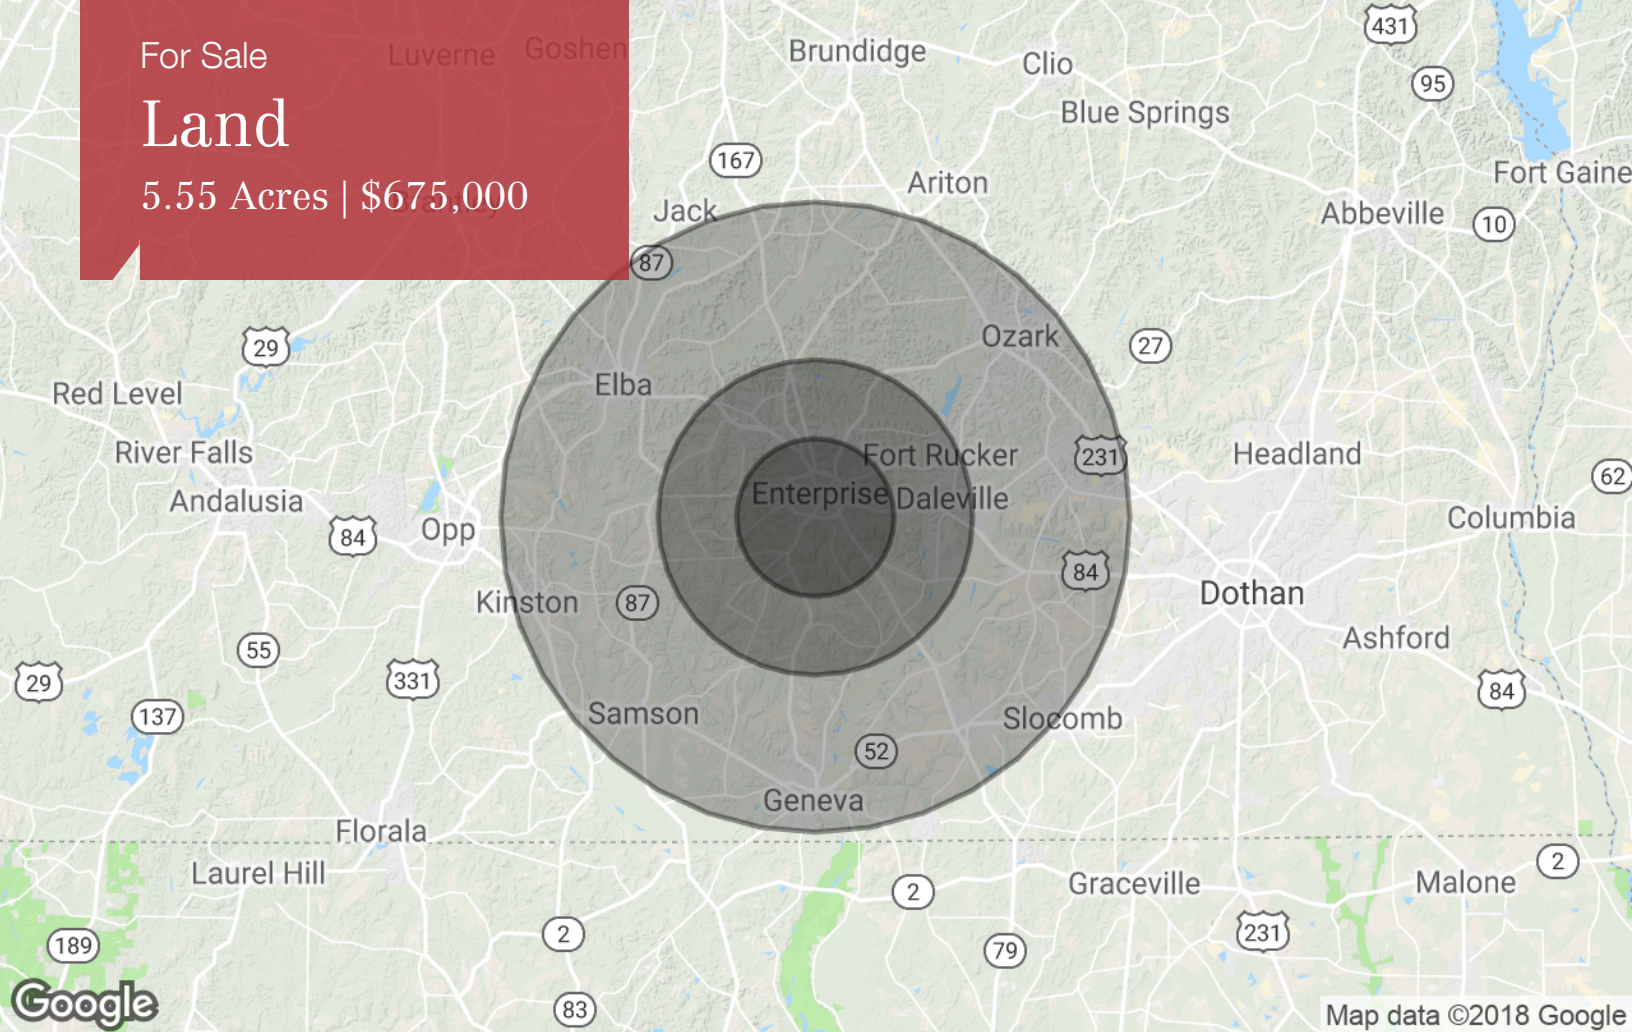 For Sale
Land
5.55 Acres | $675,000
Luverne
Goshen
Brantley
Brundidge
Clio
431
95
Blue Springs
167
Ariton
Fort Gaine
Jack
Abbeville
10
87
29
Ozark
27
Red Level
Elba
River Falls
Fort Rucker
231
Headland
62
Andalusia
Enterprise
Daleville
84
Opp
Columbia
84
Kinston
87
Dothan
55
Ashford
29
331
84
137
Samson
Slocomb
52
Geneva
Florala
Laurel Hill
2
Graceville
Malone
2
189
2
79
231
83
Google
Map data ©2018 Google